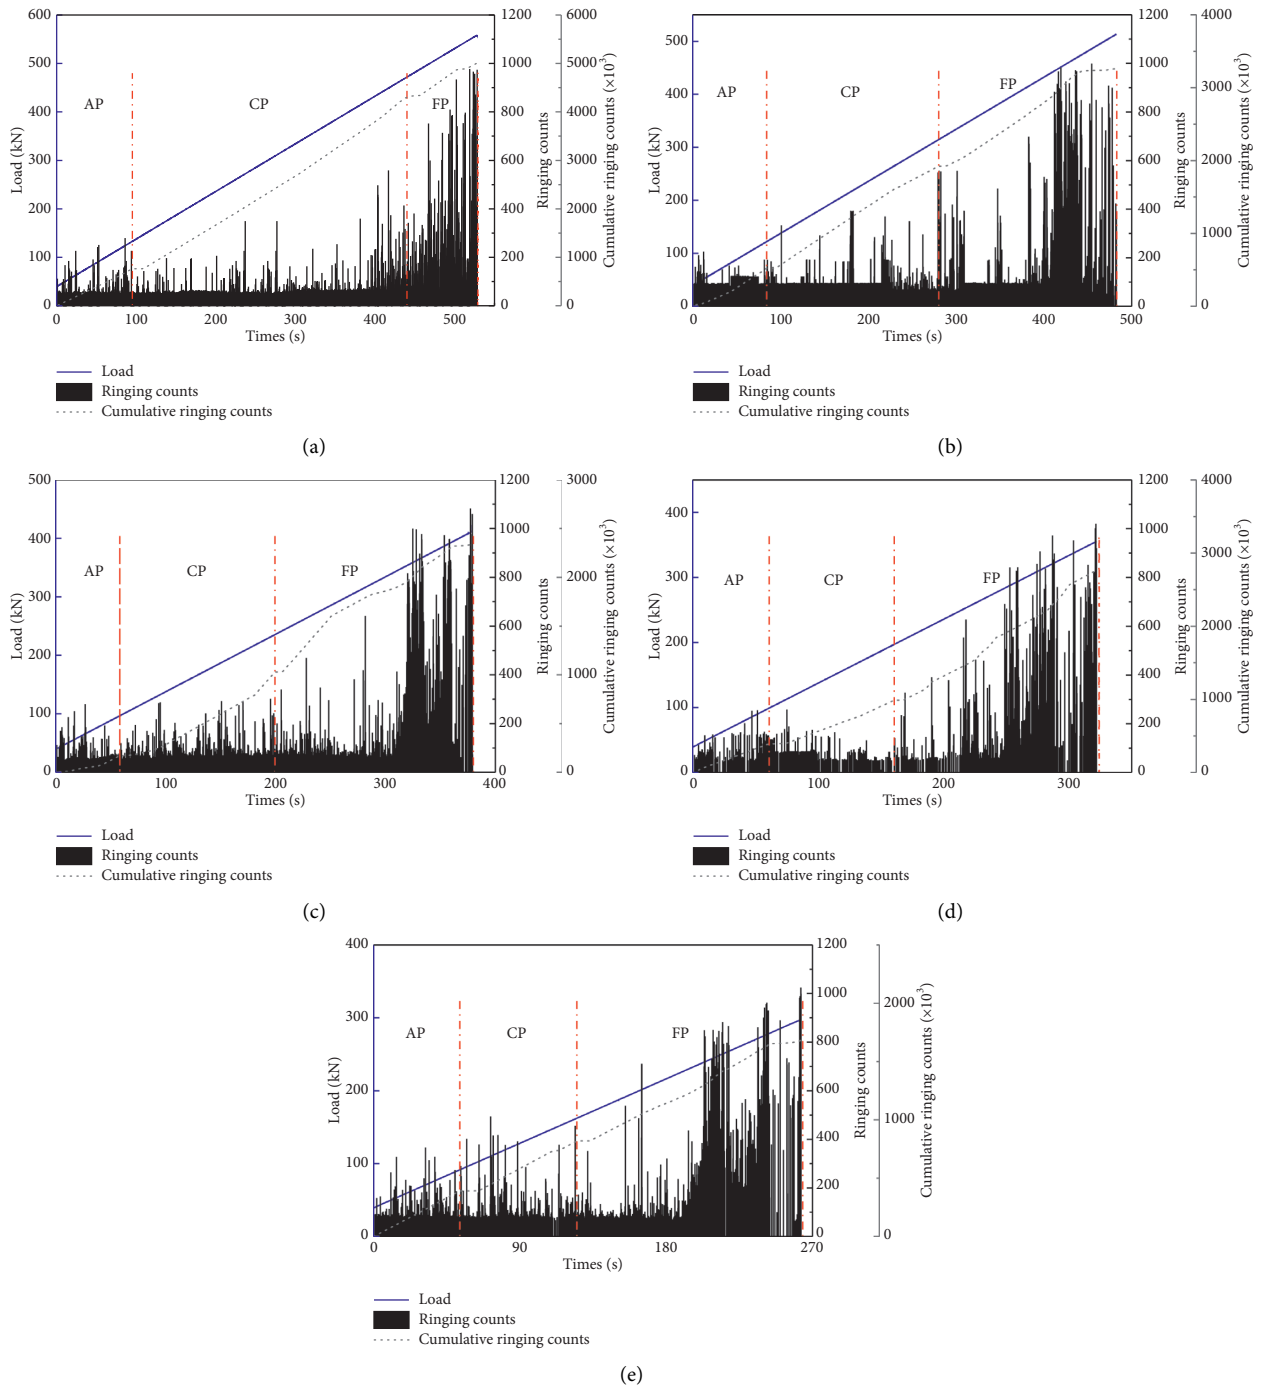 600
500
400
300
200
100
0
Load (kN)
AP
CP
FP
1200
1000
800
600
400
200
0
Ringing counts
6000
5000
4000
3000
2000
1000
0
Cumulative ringing counts (×10³)
0
100
200
300
400
500
Times (s)
Load
Ringing counts
Cumulative ringing counts
(a)
500
400
300
200
100
0
Load (kN)
AP
CP
FP
1200
1000
800
600
400
200
0
Ringing counts
4000
3000
2000
1000
0
Cumulative ringing counts (×10³)
0
100
200
300
400
500
Times (s)
Load
Ringing counts
Cumulative ringing counts
(b)
500
400
300
200
100
0
Load (kN)
AP
CP
FP
1200
1000
800
600
400
200
0
Ringing counts
3000
2000
1000
0
Cumulative ringing counts (×10³)
0
100
200
300
400
Times (s)
Load
Ringing counts
Cumulative ringing counts
(c)
400
300
200
100
0
Load (kN)
AP
CP
FP
1200
1000
800
600
400
200
0
Ringing counts
4000
3000
2000
1000
0
Cumulative ringing counts (×10³)
0
100
200
300
Times (s)
Load
Ringing counts
Cumulative ringing counts
(d)
400
300
200
100
0
Load (kN)
AP
CP
FP
1200
1000
800
600
400
200
0
Ringing counts
2000
1000
0
Cumulative ringing counts (×10³)
0
90
180
270
Times (s)
Load
Ringing counts
Cumulative ringing counts
(e)